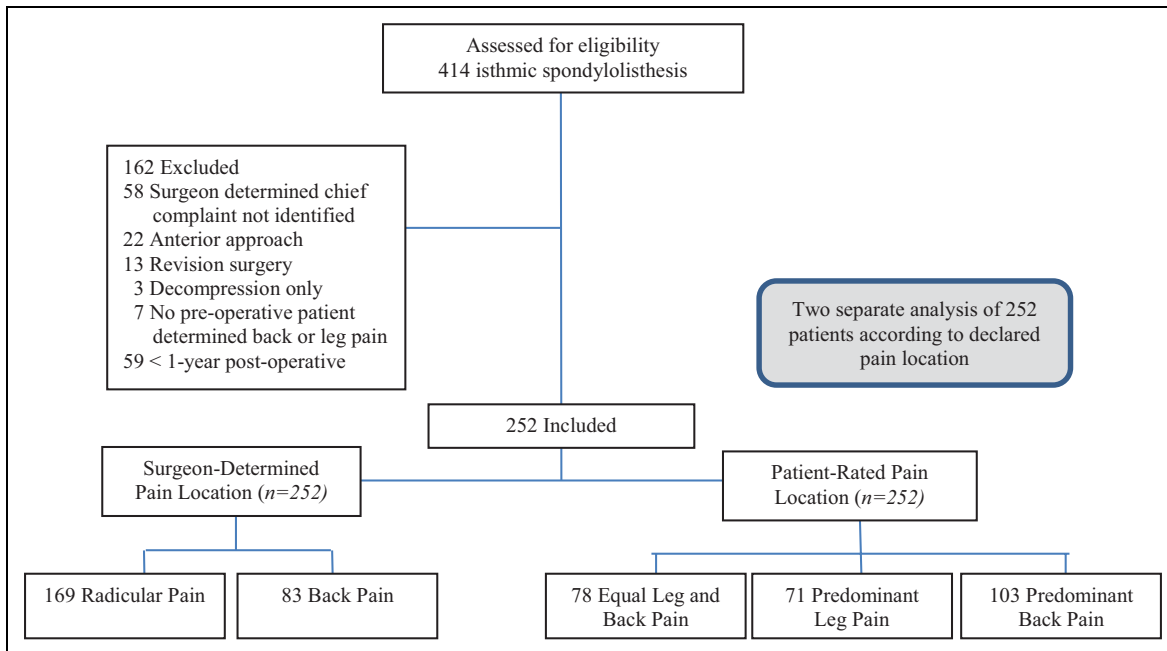 Assessed for eligibility
414 isthmic spondylolisthesis
162 Excluded
58 Surgeon determined chief
complaint not identified
22 Anterior approach
13 Revision surgery
3 Decompression only
7 No pre-operative patient
determined back or leg pain
59 < 1-year post-operative
Two separate analysis of 252
patients according to declared
pain location
252 Included
Surgeon-Determined
Pain Location (n=252)
Patient-Rated Pain
Location (n=252)
169 Radicular Pain
83 Back Pain
78 Equal Leg and
Back Pain
71 Predominant
Leg Pain
103 Predominant
Back Pain